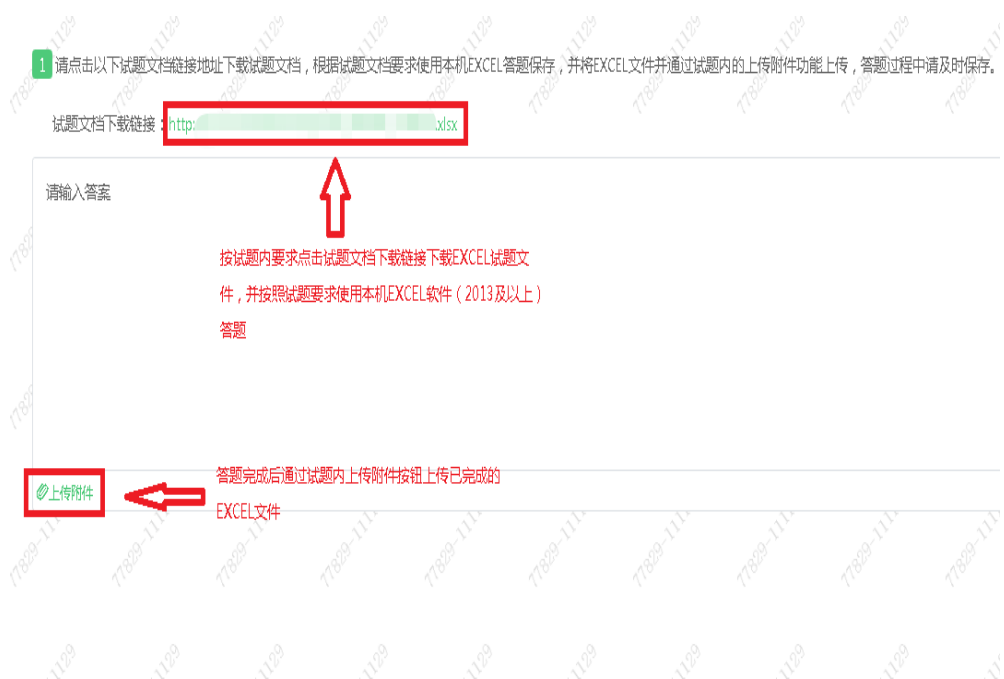 1 请点击以下试题文档链接地址下载试题文档，根据试题文档要求使用本机EXCEL答题保存，并将EXCEL文件并通过试题内的上传附件功能上传，答题过程中请及时保存。
试题文档下载链接：http: .xlsx
请输入答案
按试题内要求点击试题文档下载链接下载EXCEL试题文
件，并按照试题要求使用本机EXCEL软件（2013及以上）
答题
答题完成后通过试题内上传附件按钮上传已完成的
EXCEL文件
上传附件
77829-11129